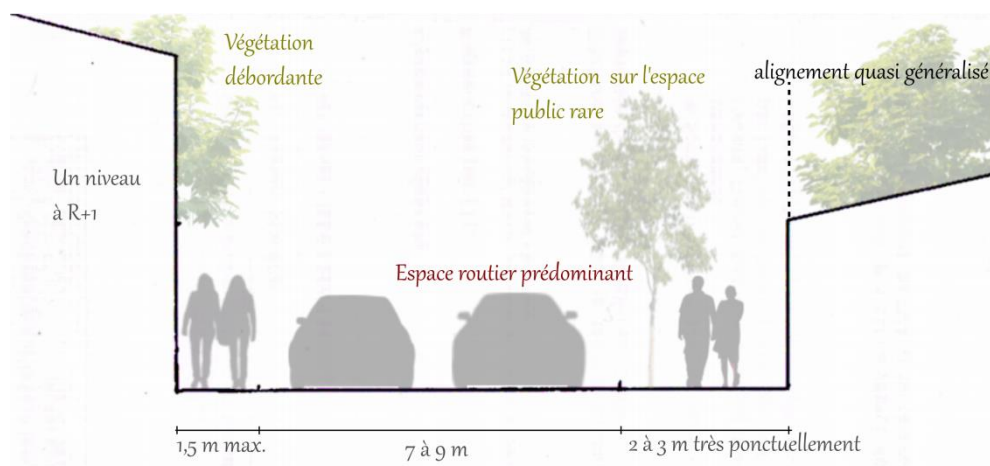 Végétation
débordante
Végétation sur l'espace
public rare
alignement quasi généralisé
Un niveau
à R+1
Espace routier prédominant
1,5 m max.
7 à 9 m
2 à 3 m très ponctuellement